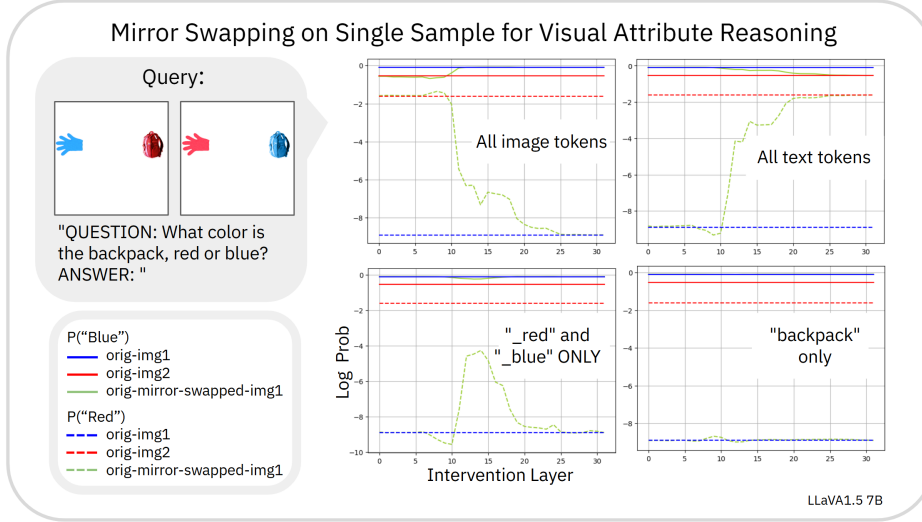 Mirror Swapping on Single Sample for Visual Attribute Reasoning
Query:
"QUESTION: What color is
the backpack, red or blue?
ANSWER: "
P(“Blue”)
orig-img1
orig-img2
orig-mirror-swapped-img1
P(“Red”)
orig-img1
orig-img2
orig-mirror-swapped-img1
0
−2
−4
−6
−8
All image tokens
0 5 10 15 20 25 30
0
−2
−4
−6
−8
All text tokens
0 5 10 15 20 25 30
Log Prob
0
−2
−4
−6
−8
−10
"_red" and
"_blue" ONLY
0 5 10 15 20 25 30
0
−2
−4
−6
−8
"backpack"
only
0 5 10 15 20 25 30
Intervention Layer
LLaVA1.5 7B